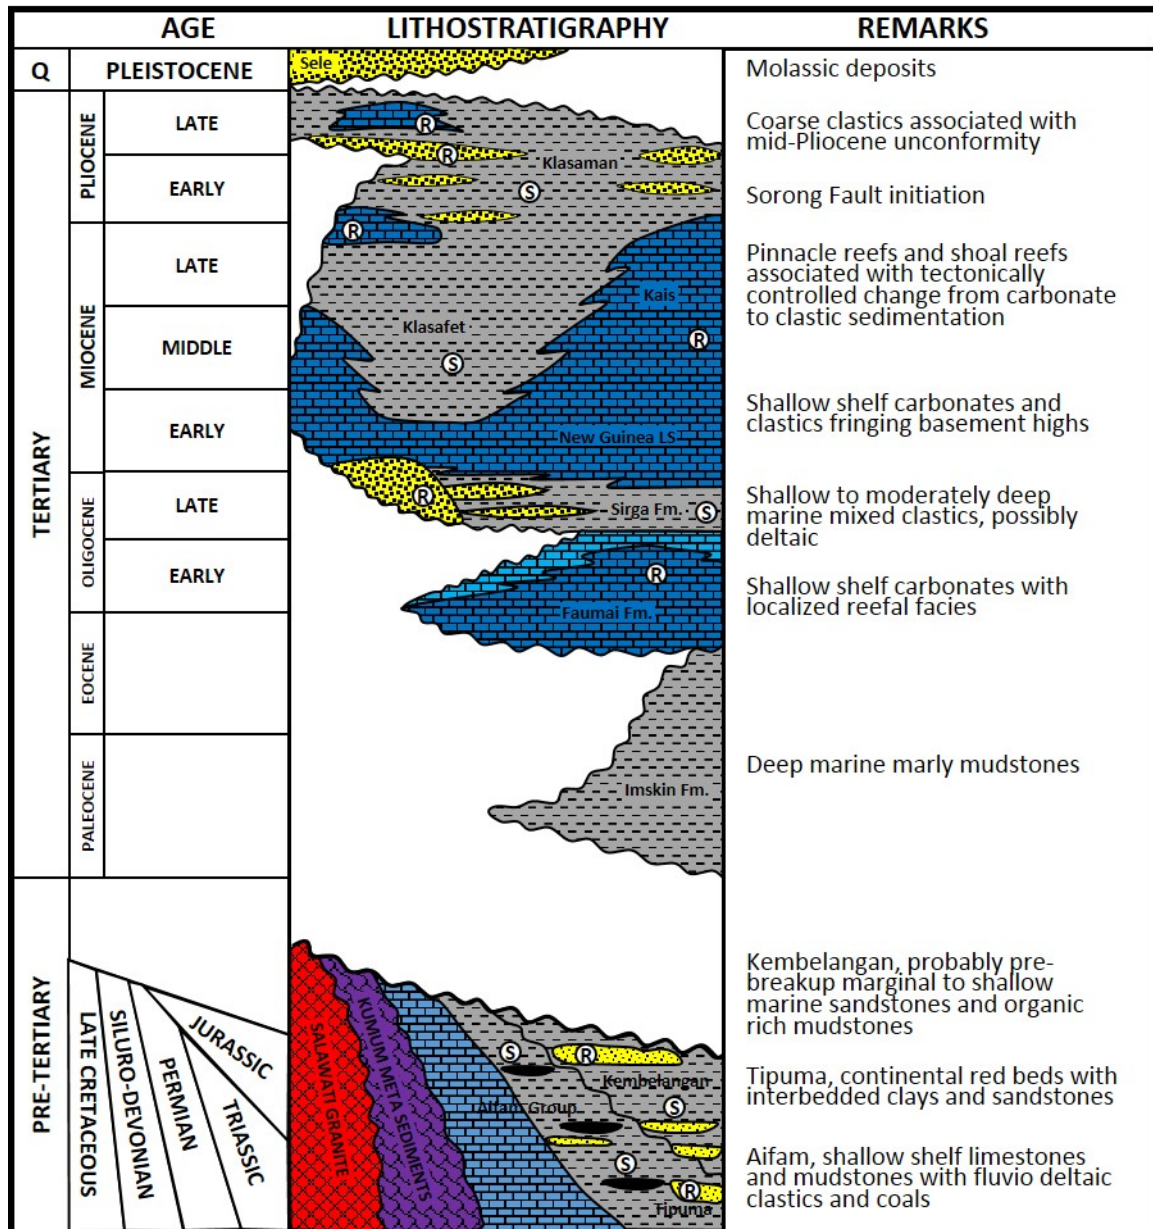 AGE LITHOSTRATIGRAPHY REMARKS
Q PLEISTOCENE
Sele
Molassic deposits
TERTIARY
PLIOCENE
LATE
EARLY
R
R
Klasaman
S
Coarse clastics associated with
mid-Pliocene unconformity
Sorong Fault initiation
MIOCENE
LATE
MIDDLE
EARLY
R
Kais
Klasafet
R
S
New Guinea LS
Pinnacle reefs and shoal reefs
associated with tectonically
controlled change from carbonate
to clastic sedimentation
Shallow shelf carbonates and
clastics fringing basement highs
OLIGOCENE
LATE
EARLY
R
Sirga Fm.
S
R
Faumai Fm.
Shallow to moderately deep
marine mixed clastics, possibly
deltaic
Shallow shelf carbonates with
localized reefal facies
EOCENE
PALEOCENE
Imskin Fm.
Deep marine marly mudstones
PRE-TERTIARY
LATE CRETACEOUS
SILURO-DEVONIAN
PERMIAN
TRIASSIC
JURASSIC
SALAWATI GRANITE
KUMUM META SEDIMENTS
S
R
Kembelangan
Aifam Group
S
S
R
Tipuma
Kembelangan, probably pre-
breakup marginal to shallow
marine sandstones and organic
rich mudstones
Tipuma, continental red beds with
interbedded clays and sandstones
Aifam, shallow shelf limestones
and mudstones with fluvio deltaic
clastics and coals